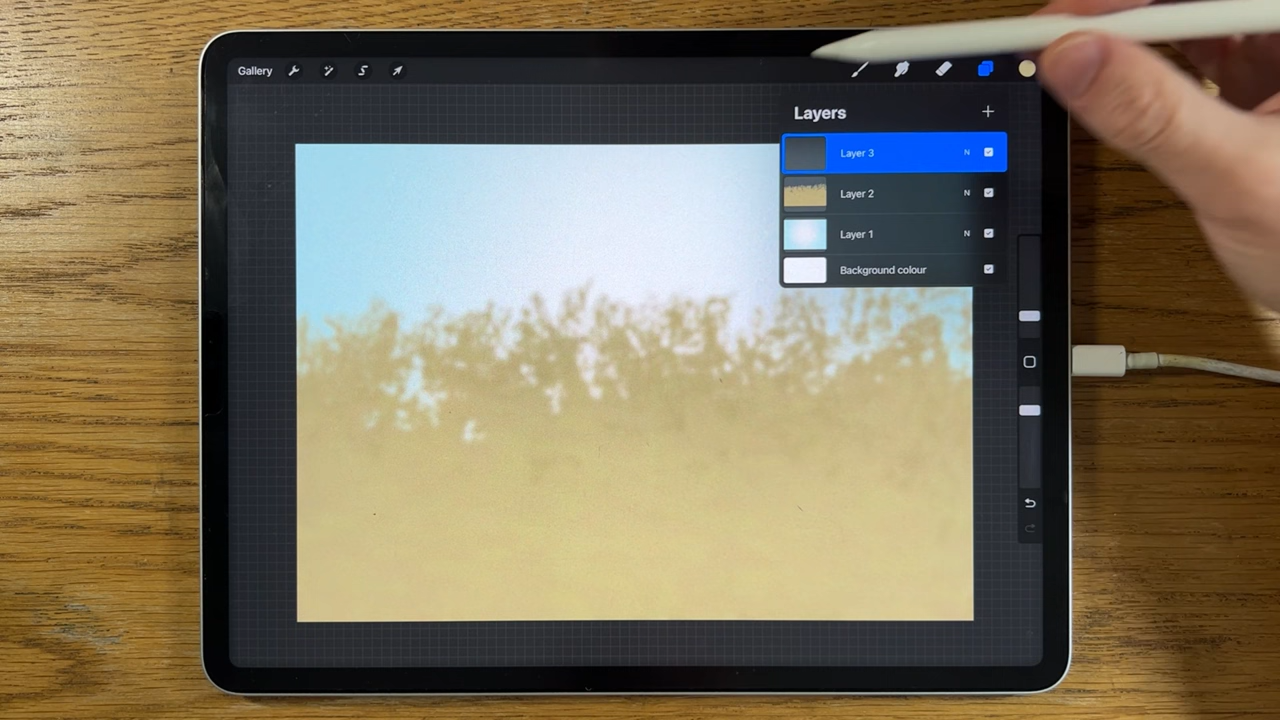 Gallery
Layers
Layer 3 N
Layer 2 N
Layer 1 N
Background colour